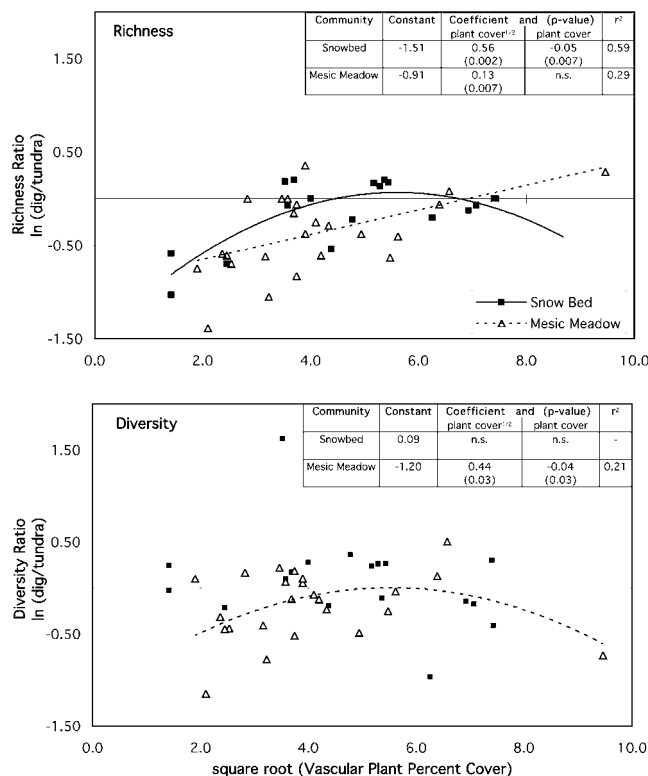 Richness
Community Constant Coefficient and (p-value) r²
plant cover¹/² plant cover
Snowbed -1.51 0.56 -0.05 0.59
(0.002) (0.007)
Mesic Meadow -0.91 0.13 n.s. 0.29
(0.007)
1.50
0.50
-0.50
-1.50
Richness Ratio
ln (dig/tundra)
Snow Bed
Mesic Meadow
0.0 2.0 4.0 6.0 8.0 10.0
Diversity
Community Constant Coefficient and (p-value) r²
plant cover¹/² plant cover
Snowbed 0.09 n.s. n.s. -
Mesic Meadow -1.20 0.44 -0.04 0.21
(0.03) (0.03)
1.50
0.50
-0.50
-1.50
Diversity Ratio
ln (dig/tundra)
0.0 2.0 4.0 6.0 8.0 10.0
square root (Vascular Plant Percent Cover)